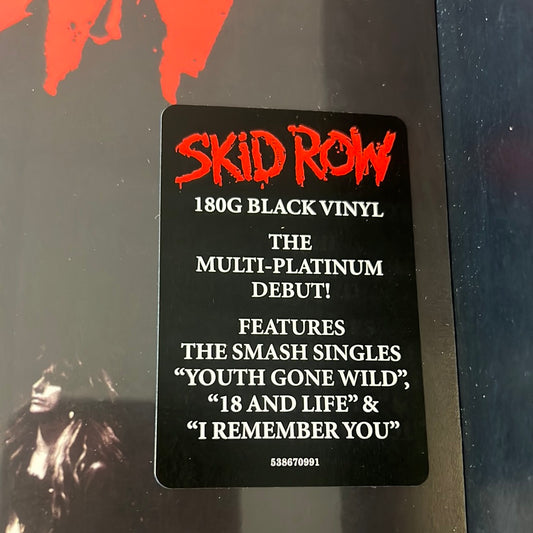 SKID ROW
180G BLACK VINYL
THE
MULTI-PLATINUM
DEBUT!
FEATURES
THE SMASH SINGLES
“YOUTH GONE WILD”,
“18 AND LIFE” &
“I REMEMBER YOU”
538670991